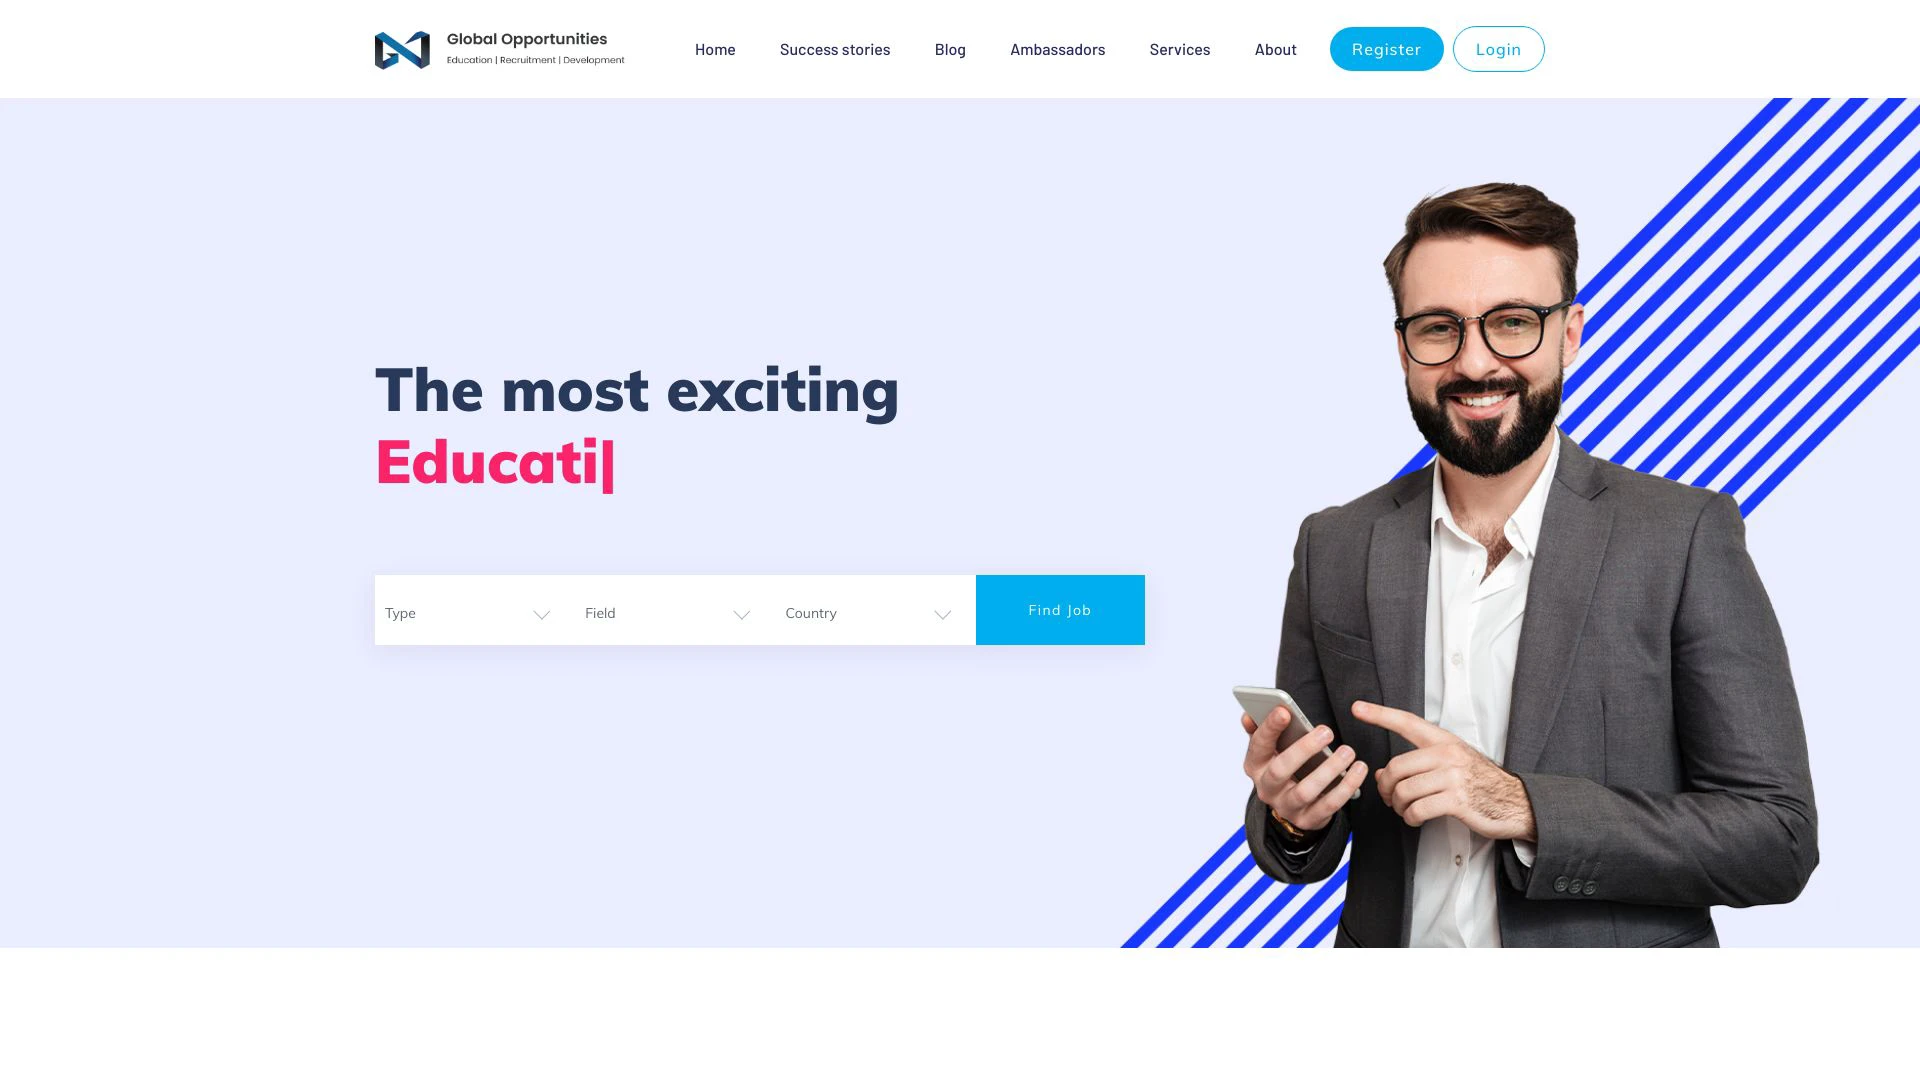 Global Opportunities
Education | Recruitment | Development
Home
Success stories
Blog
Ambassadors
Services
About
Register
Login
The most exciting
Educati|
Type
Field
Country
Find Job